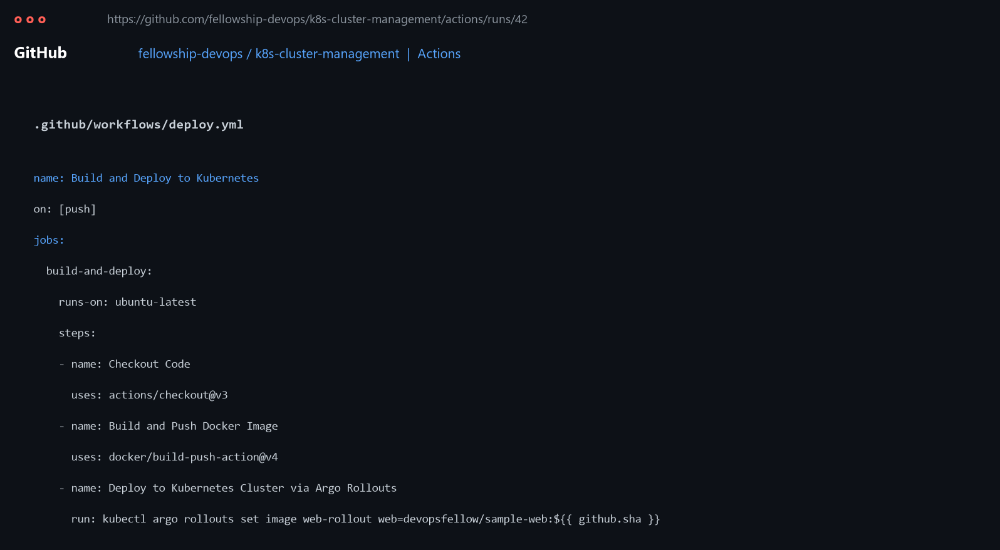 https://github.com/fellowship-devops/k8s-cluster-management/actions/runs/42
GitHub
fellowship-devops / k8s-cluster-management | Actions
.github/workflows/deploy.yml
name: Build and Deploy to Kubernetes
on: [push]
jobs:
  build-and-deploy:
    runs-on: ubuntu-latest
    steps:
    - name: Checkout Code
      uses: actions/checkout@v3
    - name: Build and Push Docker Image
      uses: docker/build-push-action@v4
    - name: Deploy to Kubernetes Cluster via Argo Rollouts
      run: kubectl argo rollouts set image web-rollout web=devopsfellow/sample-web:${{ github.sha }}